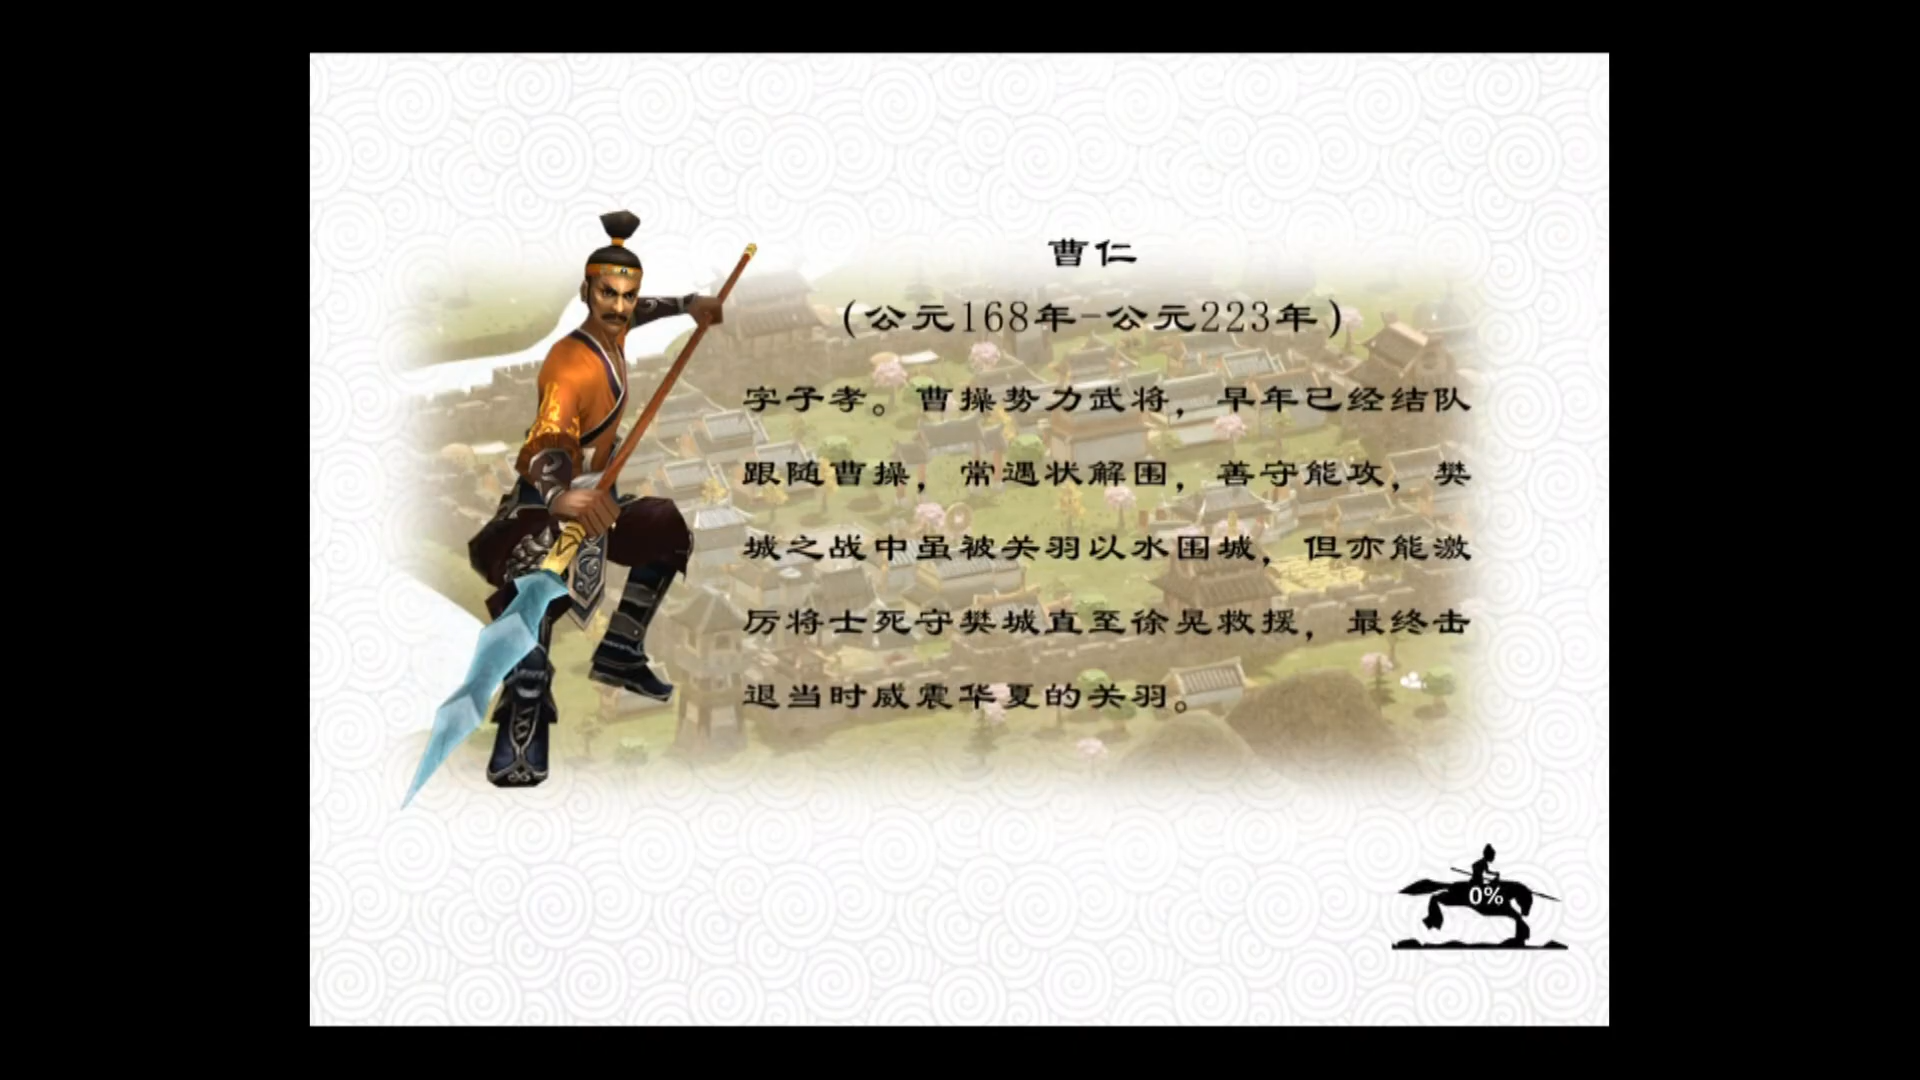 曹仁
(公元168年-公元223年)
字子孝。曹操势力武将，早年已经结队
跟随曹操，常遇状解围，善守能攻，樊
城之战中虽被关羽以水围城，但亦能激
厉将士死守樊城直至徐晃救援，最终击
退当时威震华夏的关羽。
0%